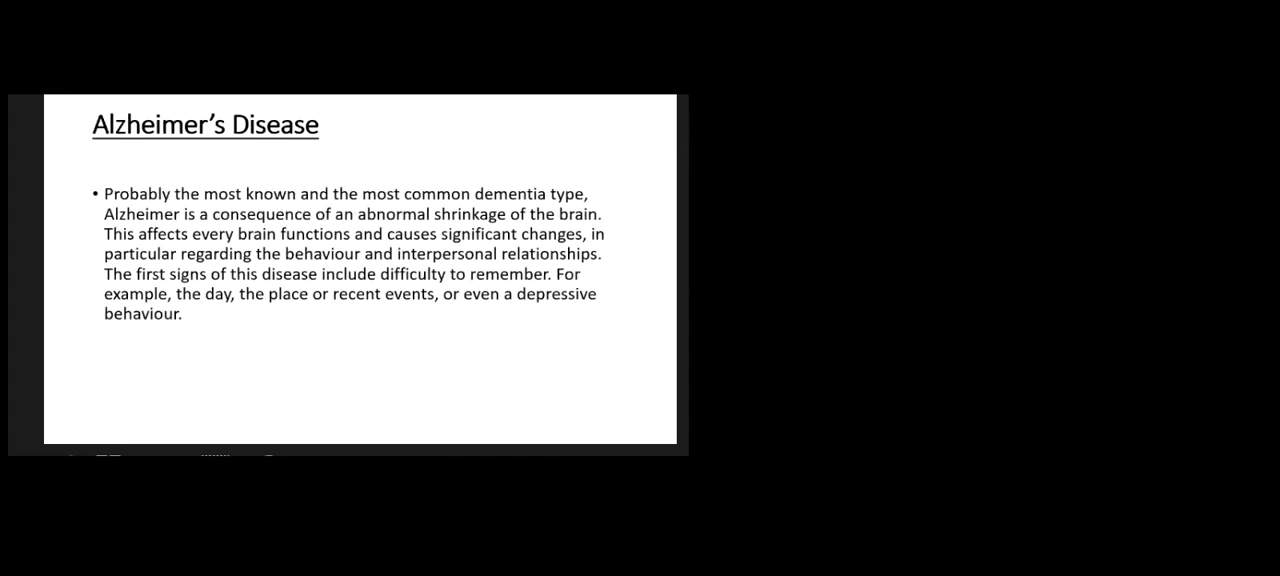 Alzheimer's Disease
• Probably the most known and the most common dementia type,
Alzheimer is a consequence of an abnormal shrinkage of the brain.
This affects every brain functions and causes significant changes, in
particular regarding the behaviour and interpersonal relationships.
The first signs of this disease include difficulty to remember. For
example, the day, the place or recent events, or even a depressive
behaviour.